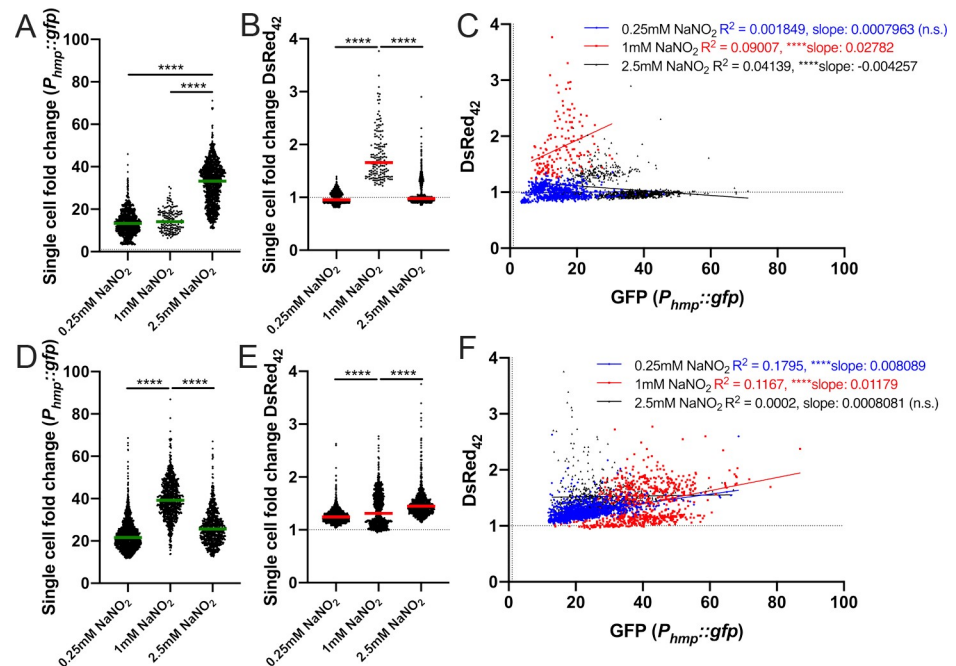 A
Single cell fold change (Phmp::gfp)
100
80
60
40
20
0
****
****
0.25mM NaNO2
1mM NaNO2
2.5mM NaNO2
B
Single cell fold change DsRed42
4
3
2
1
0
**** ****
0.25mM NaNO2
1mM NaNO2
2.5mM NaNO2
C
0.25mM NaNO2 R2 = 0.001849, slope: 0.0007963 (n.s.)
1mM NaNO2 R2 = 0.09007, ****slope: 0.02782
2.5mM NaNO2 R2 = 0.04139, ****slope: -0.004257
DsRed42
4
3
2
1
0
0 20 40 60 80 100
GFP (Phmp::gfp)
D
Single cell fold change (Phmp::gfp)
100
80
60
40
20
0
**** ****
0.25mM NaNO2
1mM NaNO2
2.5mM NaNO2
E
Single cell fold change DsRed42
4
3
2
1
0
**** ****
0.25mM NaNO2
1mM NaNO2
2.5mM NaNO2
F
0.25mM NaNO2 R2 = 0.1795, ****slope: 0.008089
1mM NaNO2 R2 = 0.1167, ****slope: 0.01179
2.5mM NaNO2 R2 = 0.0002, slope: 0.0008081 (n.s.)
DsRed42
4
3
2
1
0
0 20 40 60 80 100
GFP (Phmp::gfp)